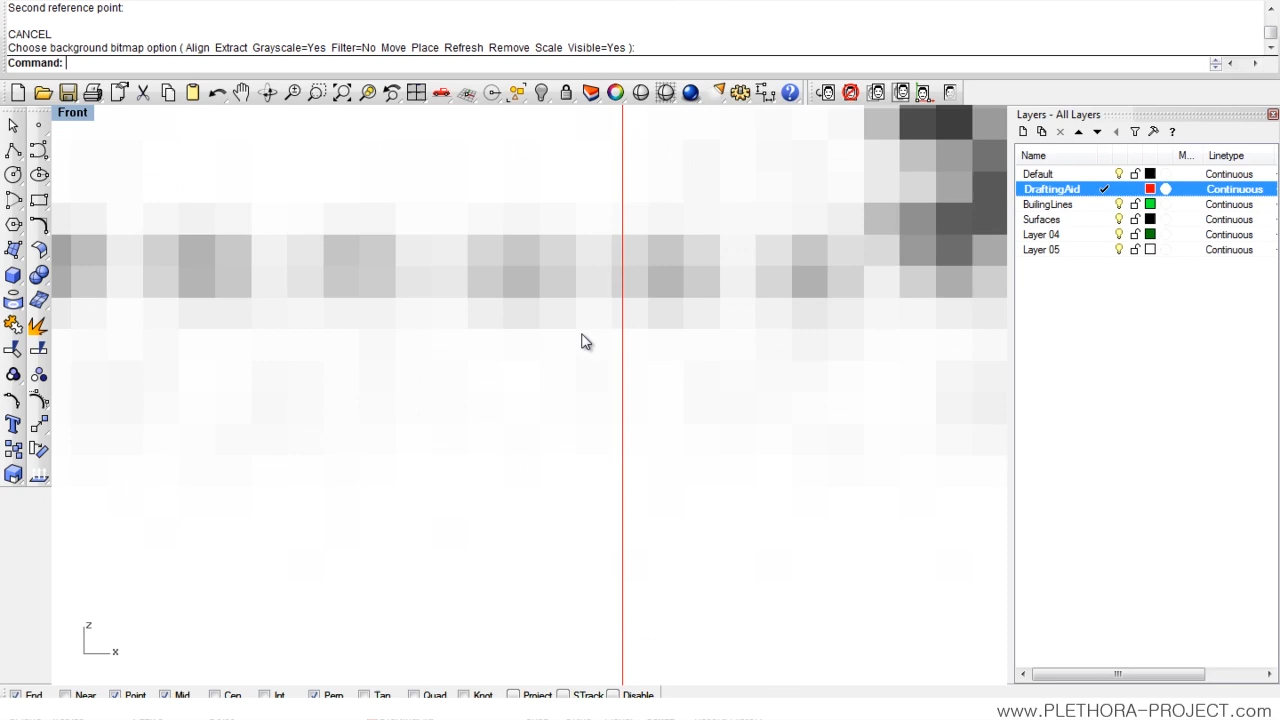 Second reference point:
CANCEL
Choose background bitmap option ( Align Extract Grayscale=Yes Filter=No Move Place Refresh Remove Scale Visible=Yes ):
Command:
Front
Layers - All Layers
Name M... Linetype
Default Continuous
DraftingAid Continuous
BuilingLines Continuous
Surfaces Continuous
Layer 04 Continuous
Layer 05 Continuous
z
x
End Near Point Mid Cen Int Perp Tan Quad Knot Project STrack Disable
www.PLETHORA-PROJECT.com